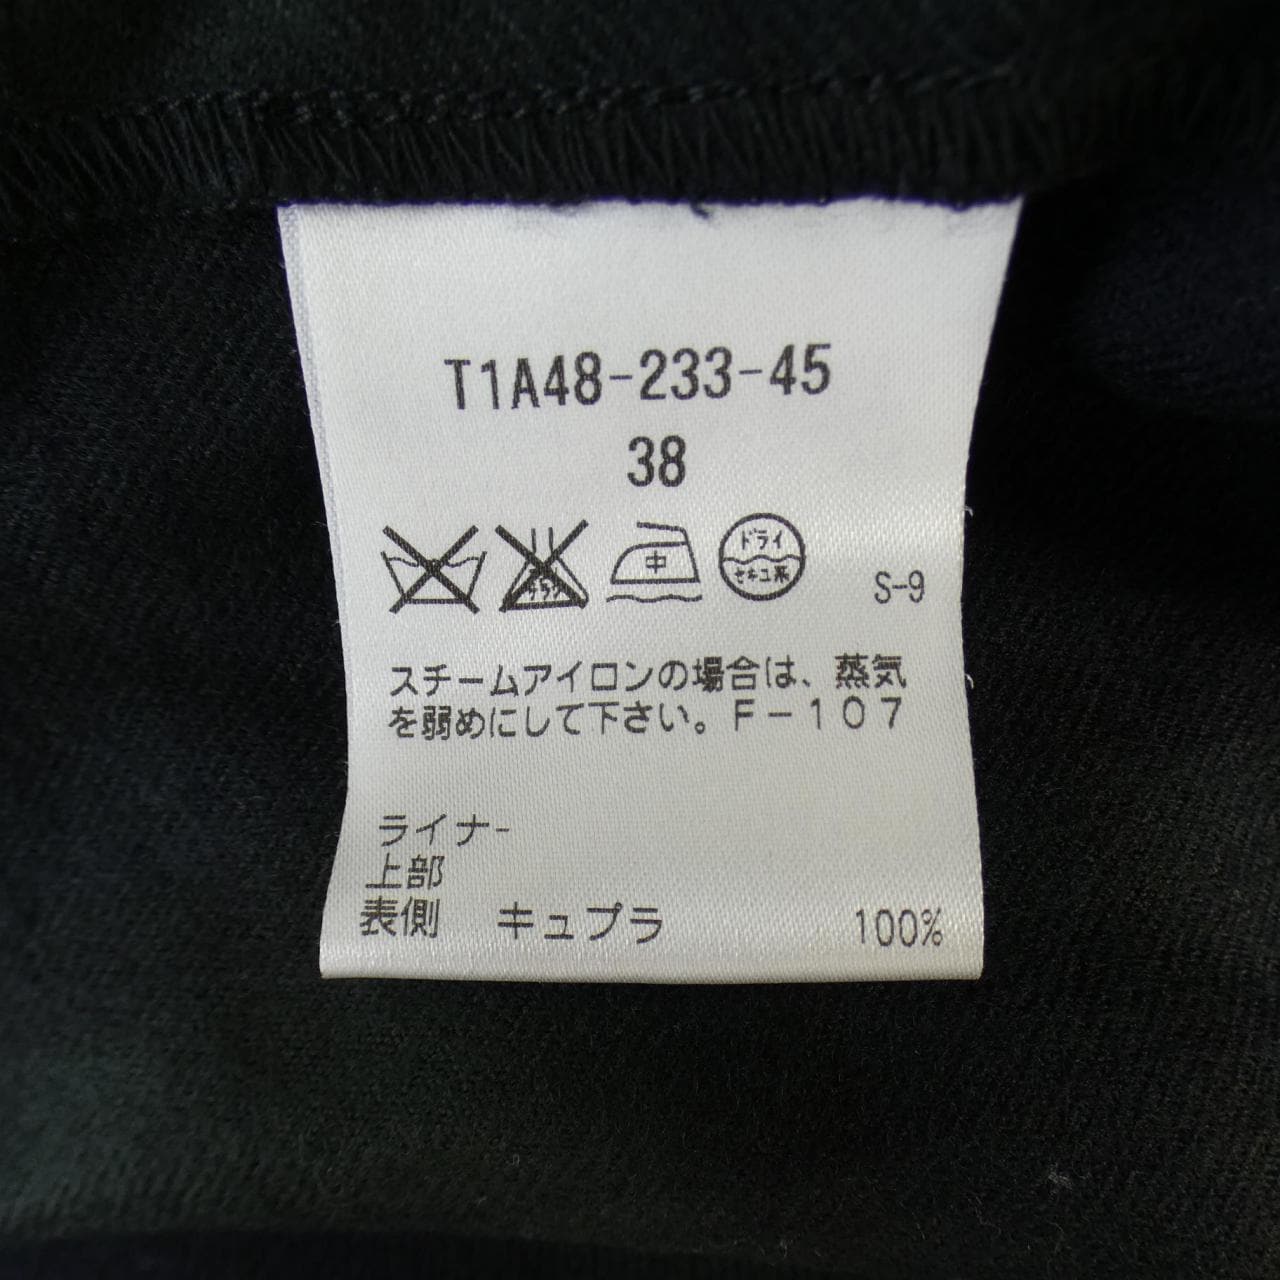 T1A48-233-45
38
中 ドライ
セキユ系 S-9
スチームアイロンの場合は、蒸気
を弱めにして下さい。F-107
ライナー
上部
表側 キュプラ 100%